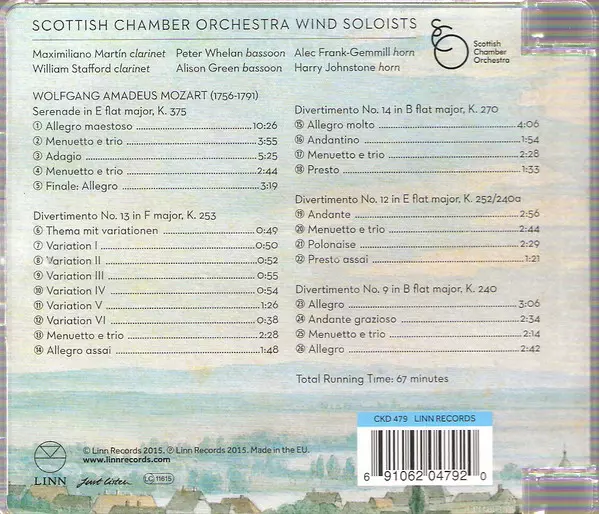 SCOTTISH CHAMBER ORCHESTRA WIND SOLOISTS
Maximiliano Martín clarinet Peter Whelan bassoon Alec Frank-Gemmill horn
William Stafford clarinet Alison Green bassoon Harry Johnstone horn
Scottish
Chamber
Orchestra
WOLFGANG AMADEUS MOZART (1756-1791)
Serenade in E flat major, K. 375
① Allegro maestoso 10:26
② Menuetto e trio 3:55
③ Adagio 5:25
④ Menuetto e trio 2:44
⑤ Finale: Allegro 3:19
Divertimento No. 13 in F major, K. 253
⑥ Thema mit variationen 0:49
⑦ Variation I 0:50
⑧ Variation II 0:52
⑨ Variation III 0:55
⑩ Variation IV 0:54
⑪ Variation V 1:26
⑫ Variation VI 0:38
⑬ Menuetto e trio 2:28
⑭ Allegro assai 1:48
Divertimento No. 14 in B flat major, K. 270
⑮ Allegro molto 4:06
⑯ Andantino 1:54
⑰ Menuetto e trio 2:28
⑱ Presto 1:33
Divertimento No. 12 in E flat major, K. 252/240a
⑲ Andante 2:56
⑳ Menuetto e trio 2:44
㉑ Polonaise 2:29
㉒ Presto assai 1:21
Divertimento No. 9 in B flat major, K. 240
㉓ Allegro 3:06
㉔ Andante grazioso 2:34
㉕ Menuetto e trio 2:14
㉖ Allegro 2:42
Total Running Time: 67 minutes
CKD 479 LINN RECORDS
6 91062 04792 0
LINN
© Linn Records 2015. ℗ Linn Records 2015. Made in the EU.
www.linnrecords.com
Just listen
LC 11615